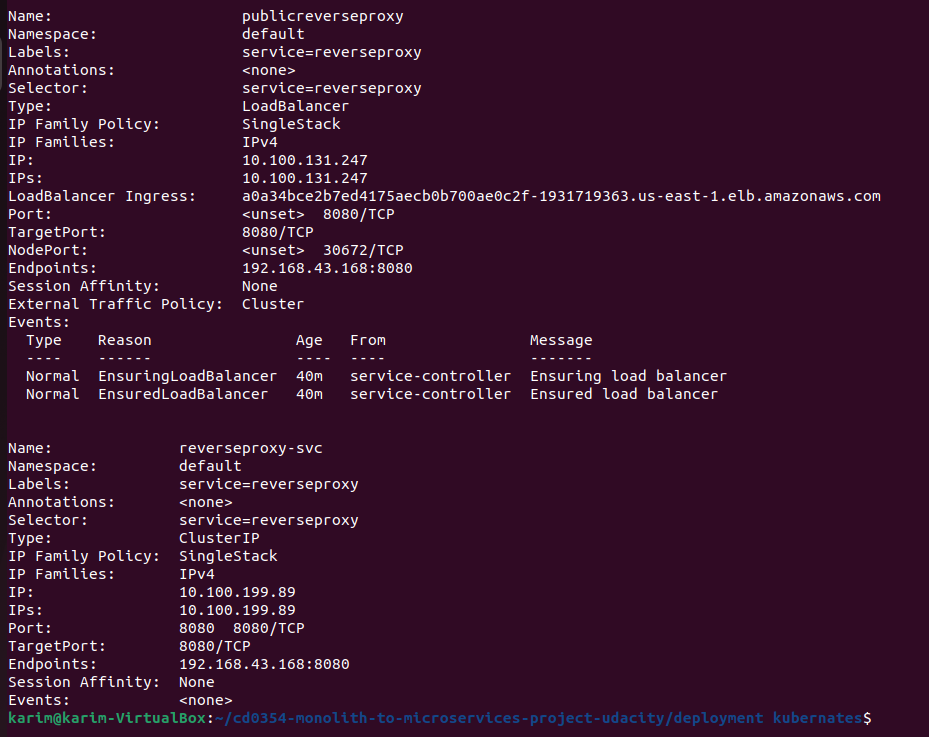 Name:                     publicreverseproxy
Namespace:                default
Labels:                   service=reverseproxy
Annotations:              <none>
Selector:                 service=reverseproxy
Type:                     LoadBalancer
IP Family Policy:         SingleStack
IP Families:              IPv4
IP:                       10.100.131.247
IPs:                      10.100.131.247
LoadBalancer Ingress:     a0a34bce2b7ed4175aecb0b700ae0c2f-1931719363.us-east-1.elb.amazonaws.com
Port:                     <unset>  8080/TCP
TargetPort:               8080/TCP
NodePort:                 <unset>  30672/TCP
Endpoints:                192.168.43.168:8080
Session Affinity:         None
External Traffic Policy:  Cluster
Events:
  Type    Reason                Age   From                Message
  ----    ------                ----  ----                -------
  Normal  EnsuringLoadBalancer  40m   service-controller  Ensuring load balancer
  Normal  EnsuredLoadBalancer   40m   service-controller  Ensured load balancer
Name:              reverseproxy-svc
Namespace:         default
Labels:            service=reverseproxy
Annotations:       <none>
Selector:          service=reverseproxy
Type:              ClusterIP
IP Family Policy:  SingleStack
IP Families:       IPv4
IP:                10.100.199.89
IPs:               10.100.199.89
Port:              8080  8080/TCP
TargetPort:        8080/TCP
Endpoints:         192.168.43.168:8080
Session Affinity:  None
Events:            <none>
karim@karim-VirtualBox:~/cd0354-monolith-to-microservices-project-udacity/deployment kubernates$